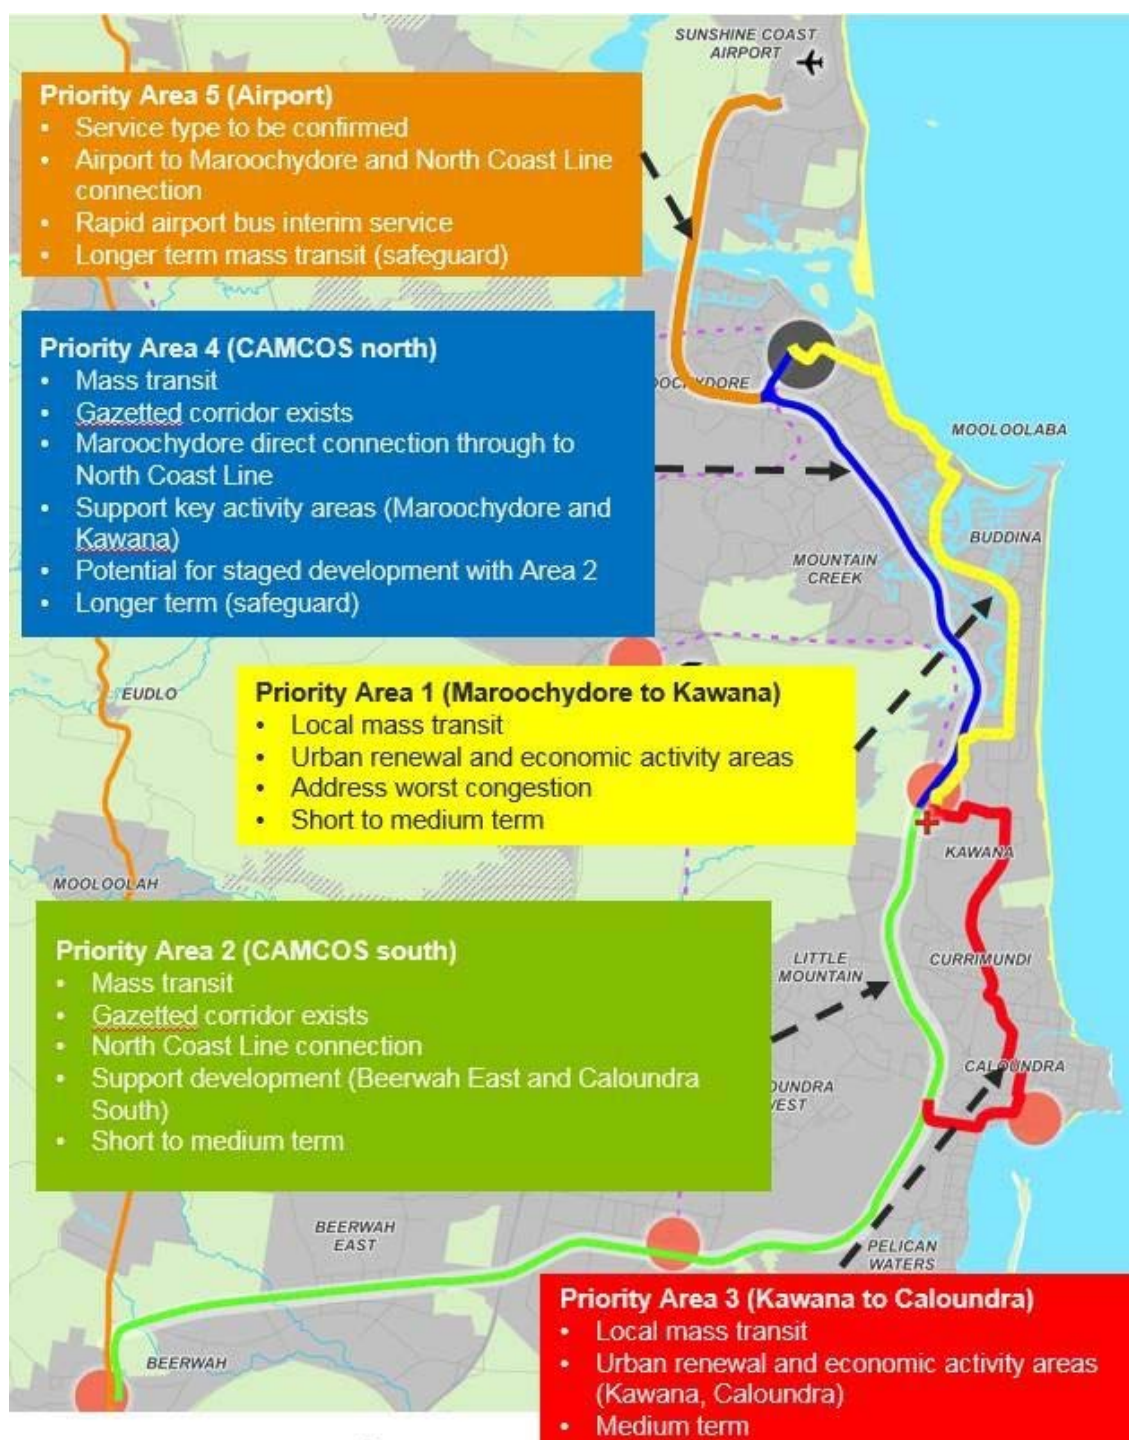 SUNSHINE COAST
AIRPORT
Priority Area 5 (Airport)
• Service type to be confirmed
• Airport to Maroochydore and North Coast Line
connection
• Rapid airport bus interim service
• Longer term mass transit (safeguard)
Priority Area 4 (CAMCOS north)
• Mass transit
• Gazetted corridor exists
• Maroochydore direct connection through to
North Coast Line
• Support key activity areas (Maroochydore and
Kawana)
• Potential for staged development with Area 2
• Longer term (safeguard)
OCHYDORE
MOOLOOLABA
BUDDINA
MOUNTAIN
CREEK
EUDLO
Priority Area 1 (Maroochydore to Kawana)
• Local mass transit
• Urban renewal and economic activity areas
• Address worst congestion
• Short to medium term
KAWANA
MOOLOOLAH
Priority Area 2 (CAMCOS south)
• Mass transit
• Gazetted corridor exists
• North Coast Line connection
• Support development (Beerwah East and Caloundra
South)
• Short to medium term
LITTLE
MOUNTAIN
CURRIMUNDI
CALOUNDRA
OUNDRA
WEST
BEERWAH
EAST
PELICAN
WATERS
BEERWAH
Priority Area 3 (Kawana to Caloundra)
• Local mass transit
• Urban renewal and economic activity areas
(Kawana, Caloundra)
• Medium term